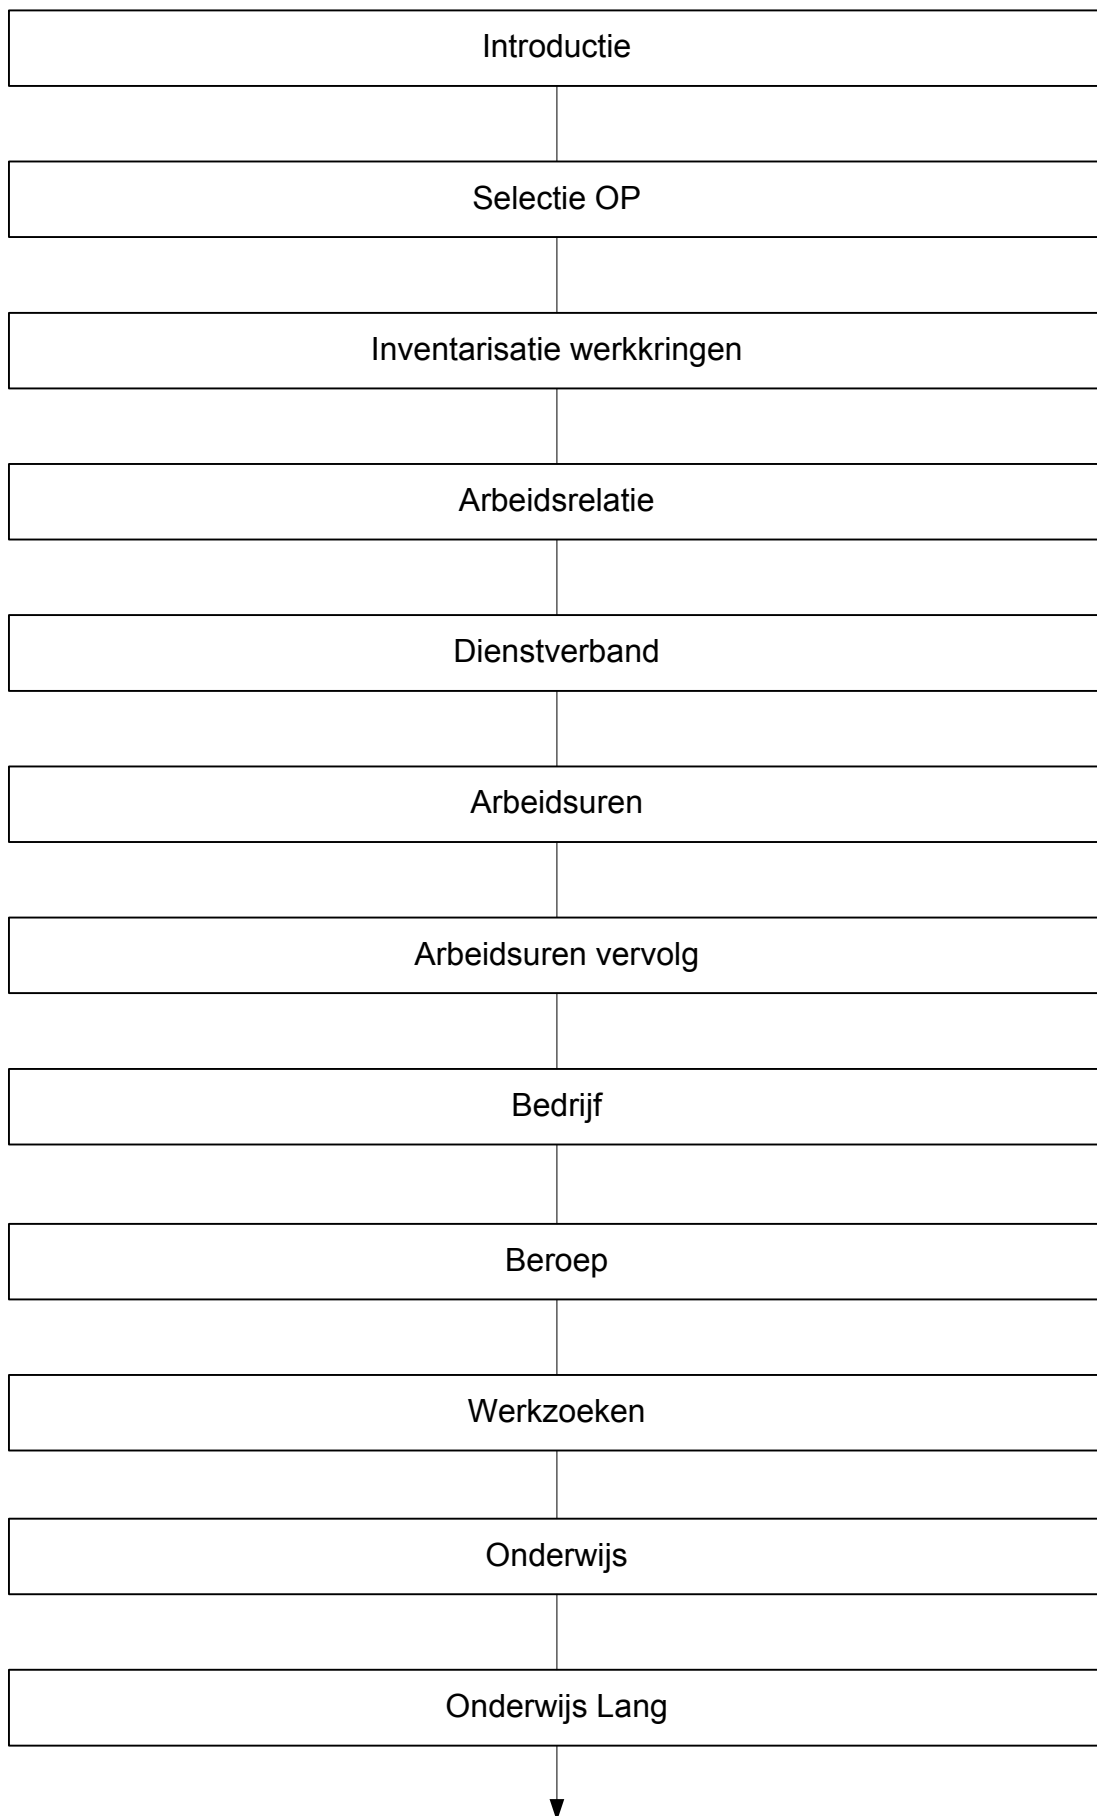 Introductie
Selectie OP
Inventarisatie werkkringen
Arbeidsrelatie
Dienstverband
Arbeidsuren
Arbeidsuren vervolg
Bedrijf
Beroep
Werkzoeken
Onderwijs
Onderwijs Lang